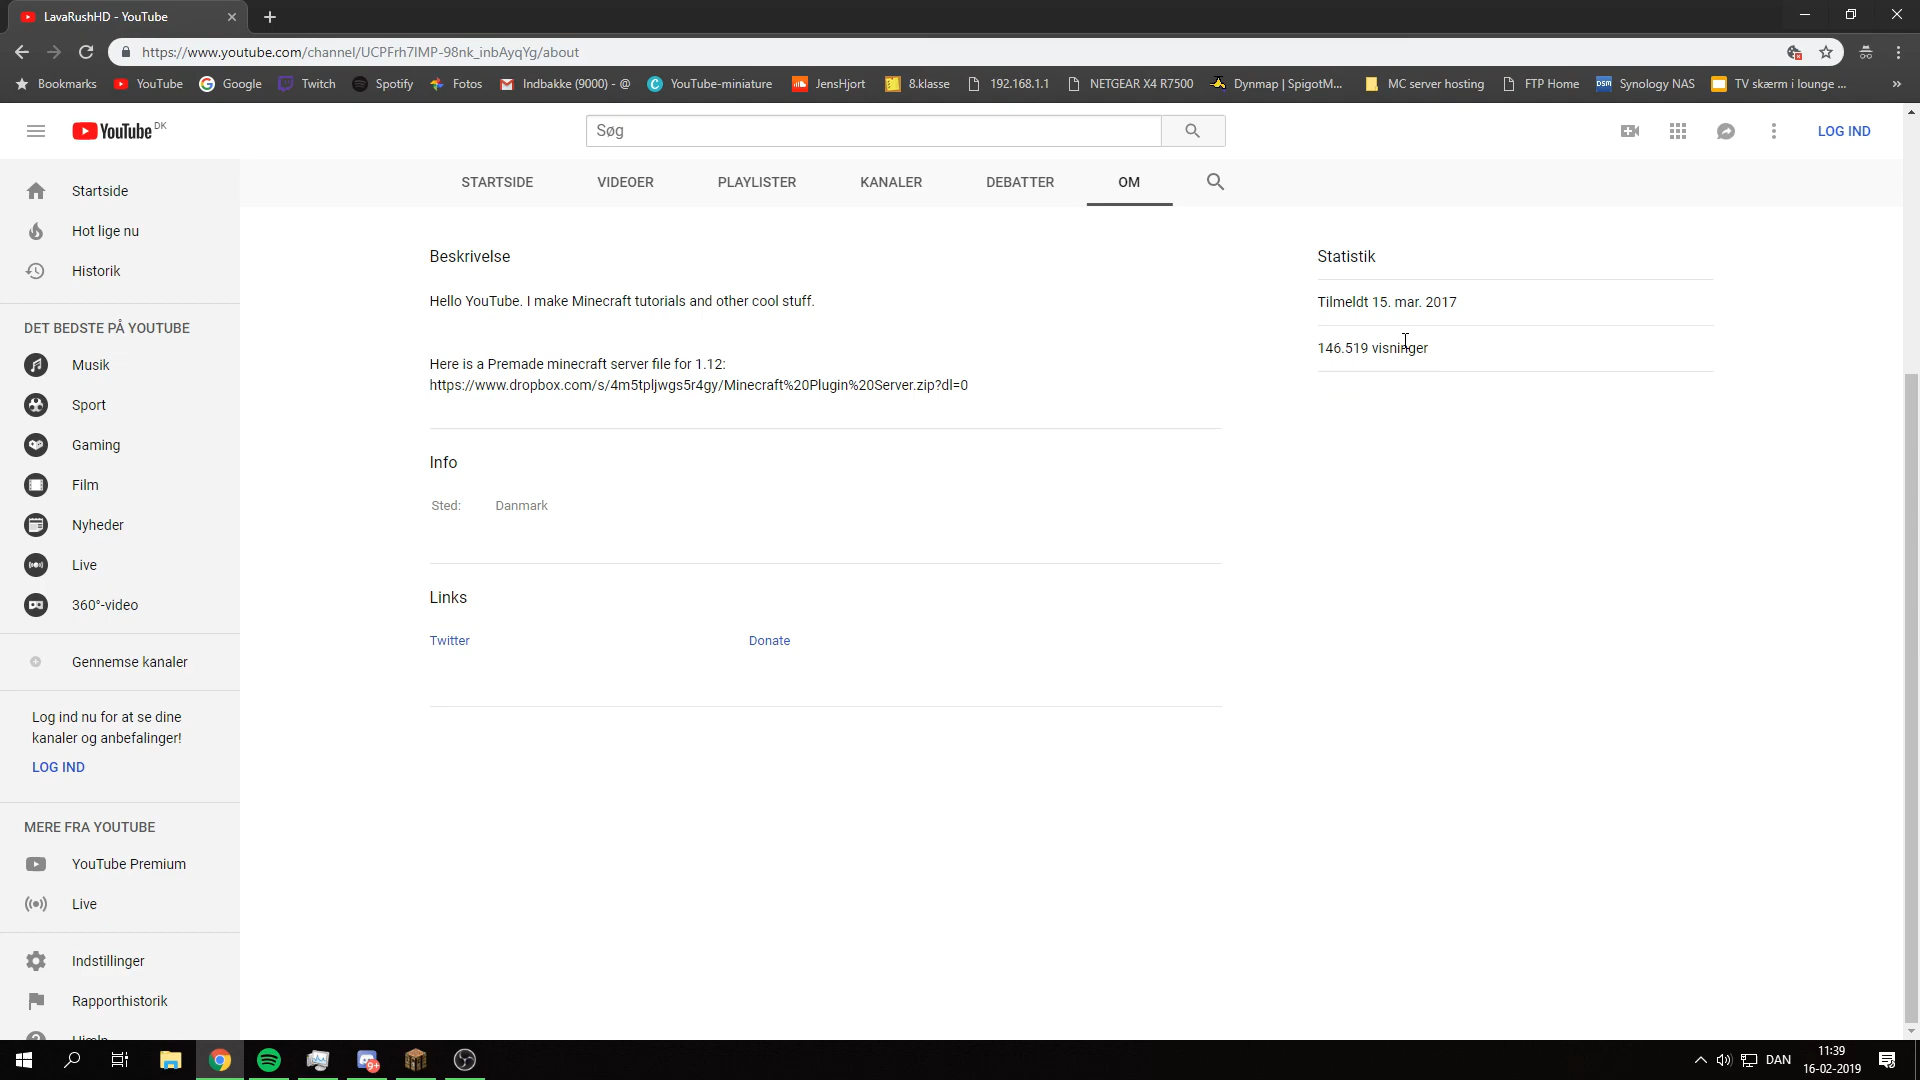 LavaRushHD - YouTube
https://www.youtube.com/channel/UCPFrh7IMP-98nk_inbAyqYg/about
Bookmarks
YouTube
Google
Twitch
Spotify
Fotos
Indbakke (9000) - @
YouTube-miniature
JensHjort
8.klasse
192.168.1.1
NETGEAR X4 R7500
Dynmap | SpigotM...
MC server hosting
FTP Home
Synology NAS
TV skærm i lounge ...
YouTube DK
Søg
LOG IND
STARTSIDE
VIDEOER
PLAYLISTER
KANALER
DEBATTER
OM
Startside
Hot lige nu
Historik
DET BEDSTE PÅ YOUTUBE
Musik
Sport
Gaming
Film
Nyheder
Live
360°-video
Gennemse kanaler
Log ind nu for at se dine
kanaler og anbefalinger!
LOG IND
MERE FRA YOUTUBE
YouTube Premium
Live
Indstillinger
Rapporthistorik
Beskrivelse
Hello YouTube. I make Minecraft tutorials and other cool stuff.
Here is a Premade minecraft server file for 1.12:
https://www.dropbox.com/s/4m5tpljwgs5r4gy/Minecraft%20Plugin%20Server.zip?dl=0
Info
Sted: Danmark
Links
Twitter
Donate
Statistik
Tilmeldt 15. mar. 2017
146.519 visninger
9+
DAN
11:39
16-02-2019